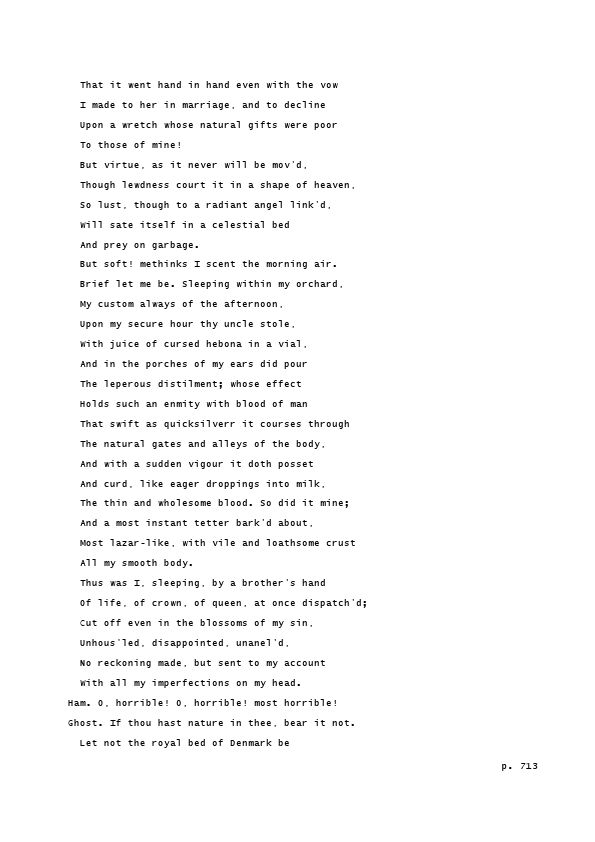 That it went hand in hand even with the vow
I made to her in marriage, and to decline
Upon a wretch whose natural gifts were poor
To those of mine!
But virtue, as it never will be mov'd,
Though lewdness court it in a shape of heaven,
So lust, though to a radiant angel link'd,
Will sate itself in a celestial bed
And prey on garbage.
But soft! methinks I scent the morning air.
Brief let me be. Sleeping within my orchard,
My custom always of the afternoon,
Upon my secure hour thy uncle stole,
With juice of cursed hebona in a vial,
And in the porches of my ears did pour
The leperous distilment; whose effect
Holds such an enmity with blood of man
That swift as quicksilverr it courses through
The natural gates and alleys of the body,
And with a sudden vigour it doth posset
And curd, like eager droppings into milk,
The thin and wholesome blood. So did it mine;
And a most instant tetter bark'd about,
Most lazar-like, with vile and loathsome crust
All my smooth body.
Thus was I, sleeping, by a brother's hand
Of life, of crown, of queen, at once dispatch'd;
Cut off even in the blossoms of my sin,
Unhous'led, disappointed, unanel'd,
No reckoning made, but sent to my account
With all my imperfections on my head.
Ham. O, horrible! O, horrible! most horrible!
Ghost. If thou hast nature in thee, bear it not.
Let not the royal bed of Denmark be
p. 713